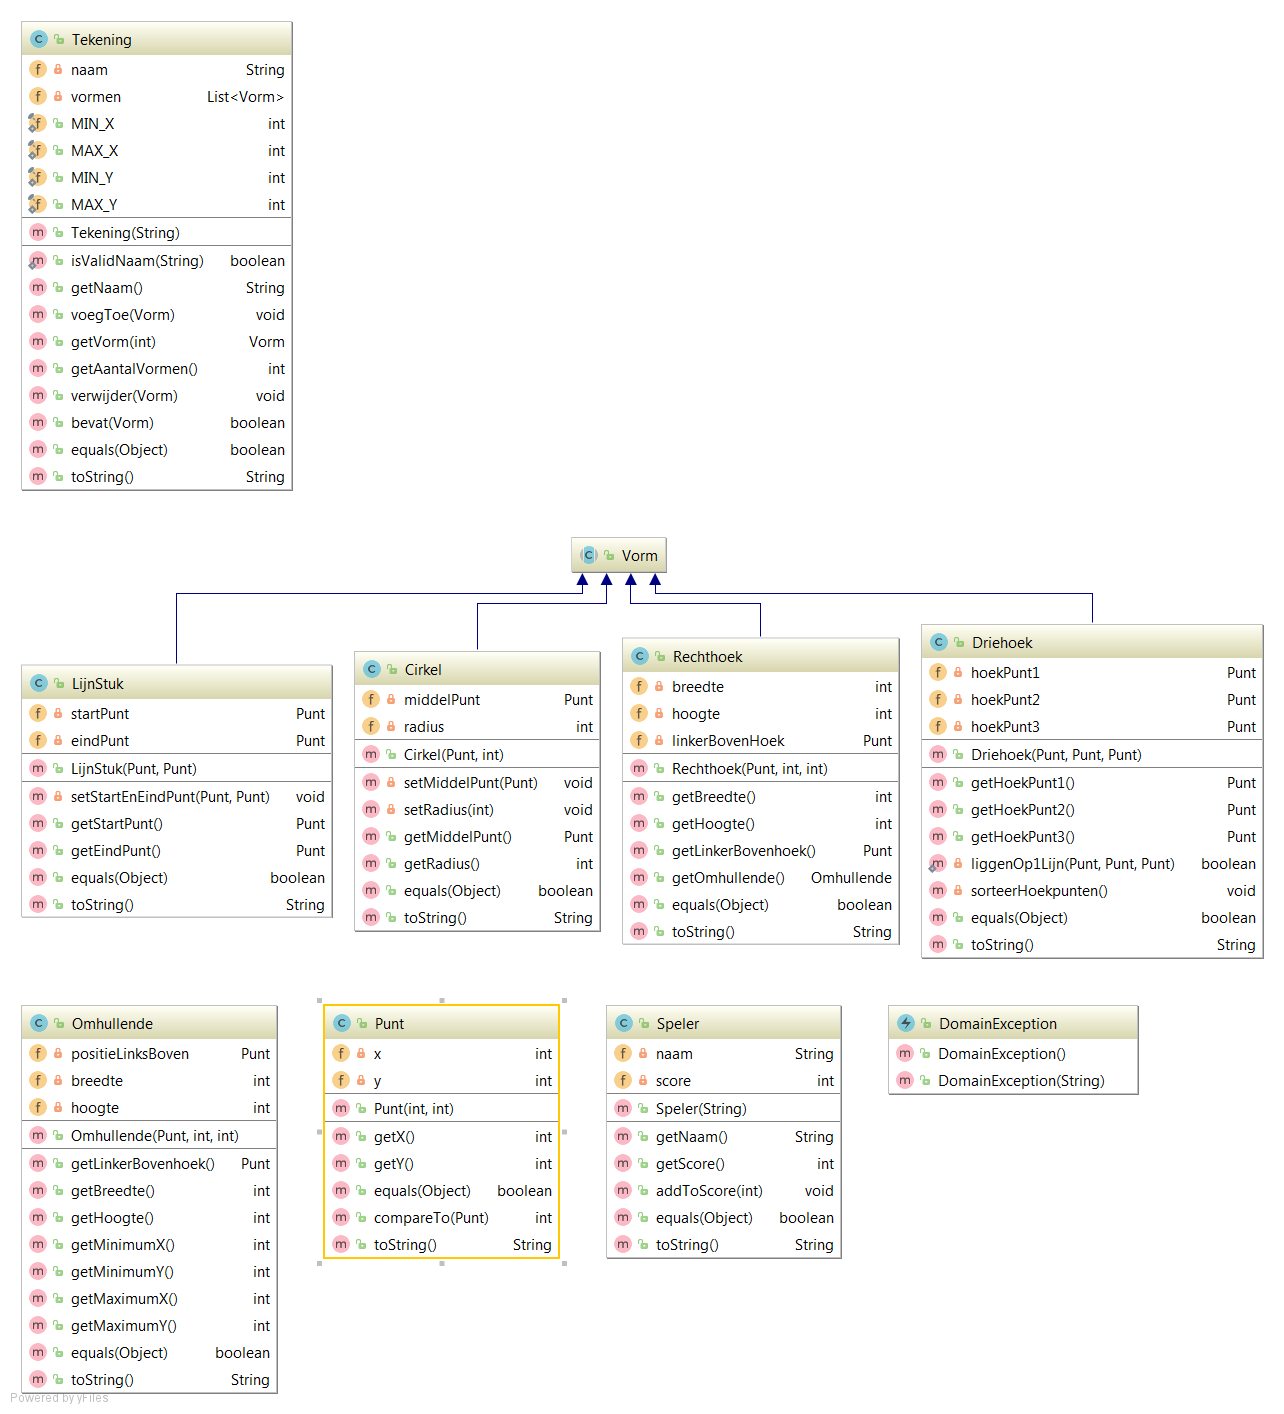 Tekening
naam String
vormen List<Vorm>
MIN_X int
MAX_X int
MIN_Y int
MAX_Y int
Tekening(String)
isValidNaam(String) boolean
getNaam() String
voegToe(Vorm) void
getVorm(int) Vorm
getAantalVormen() int
verwijder(Vorm) void
bevat(Vorm) boolean
equals(Object) boolean
toString() String
Vorm
LijnStuk
startPunt Punt
eindPunt Punt
LijnStuk(Punt, Punt)
setStartEnEindPunt(Punt, Punt) void
getStartPunt() Punt
getEindPunt() Punt
equals(Object) boolean
toString() String
Cirkel
middelPunt Punt
radius int
Cirkel(Punt, int)
setMiddelPunt(Punt) void
setRadius(int) void
getMiddelPunt() Punt
getRadius() int
equals(Object) boolean
toString() String
Rechthoek
breedte int
hoogte int
linkerBovenHoek Punt
Rechthoek(Punt, int, int)
getBreedte() int
getHoogte() int
getLinkerBovenhoek() Punt
getOmhullende() Omhullende
equals(Object) boolean
toString() String
Driehoek
hoekPunt1 Punt
hoekPunt2 Punt
hoekPunt3 Punt
Driehoek(Punt, Punt, Punt)
getHoekPunt1() Punt
getHoekPunt2() Punt
getHoekPunt3() Punt
liggenOp1Lijn(Punt, Punt, Punt) boolean
sorteerHoekpunten() void
equals(Object) boolean
toString() String
Omhullende
positieLinksBoven Punt
breedte int
hoogte int
Omhullende(Punt, int, int)
getLinkerBovenhoek() Punt
getBreedte() int
getHoogte() int
getMinimumX() int
getMinimumY() int
getMaximumX() int
getMaximumY() int
equals(Object) boolean
toString() String
Punt
x int
y int
Punt(int, int)
getX() int
getY() int
equals(Object) boolean
compareTo(Punt) int
toString() String
Speler
naam String
score int
Speler(String)
getNaam() String
getScore() int
addToScore(int) void
equals(Object) boolean
toString() String
DomainException
DomainException()
DomainException(String)
Powered by yFiles